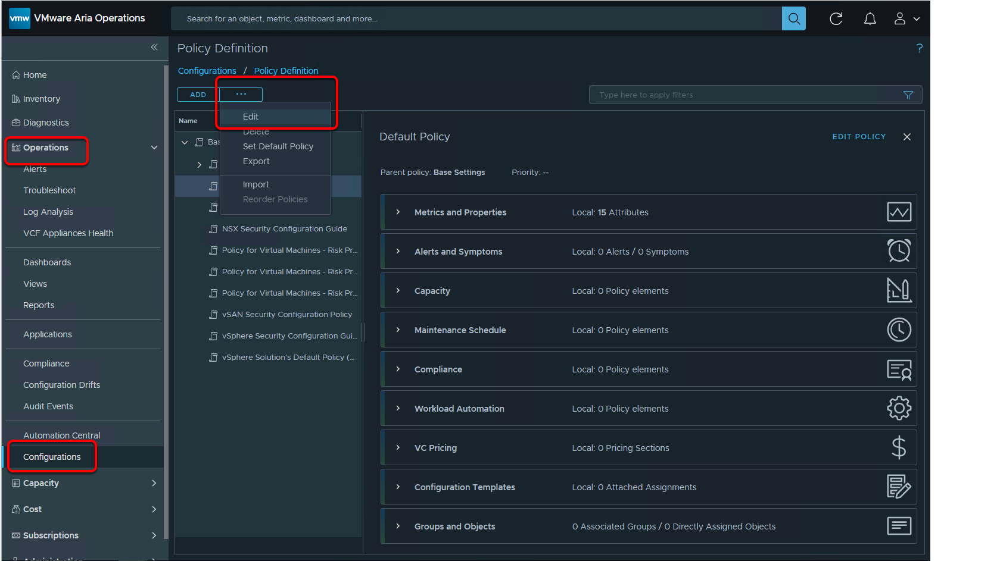 vmw VMware Aria Operations
Search for an object, metric, dashboard and more...
Home
Inventory
Diagnostics
Operations
Alerts
Troubleshoot
Log Analysis
VCF Appliances Health
Dashboards
Views
Reports
Applications
Compliance
Configuration Drifts
Audit Events
Automation Central
Configurations
Capacity
Cost
Subscriptions
Administration
Policy Definition
?
Configurations / Policy Definition
ADD ...
Type here to apply filters
Edit
Delete
Set Default Policy
Export
Import
Reorder Policies
Name
Bas
NSX Security Configuration Guide
Policy for Virtual Machines - Risk Pr...
Policy for Virtual Machines - Risk Pr...
Policy for Virtual Machines - Risk Pr...
vSAN Security Configuration Policy
vSphere Security Configuration Gui...
vSphere Solution's Default Policy (...
Default Policy EDIT POLICY
Parent policy: Base Settings Priority: --
Metrics and Properties Local: 15 Attributes
Alerts and Symptoms Local: 0 Alerts / 0 Symptoms
Capacity Local: 0 Policy elements
Maintenance Schedule Local: 0 Policy elements
Compliance Local: 0 Policy elements
Workload Automation Local: 0 Policy elements
VC Pricing Local: 0 Pricing Sections
Configuration Templates Local: 0 Attached Assignments
Groups and Objects 0 Associated Groups / 0 Directly Assigned Objects